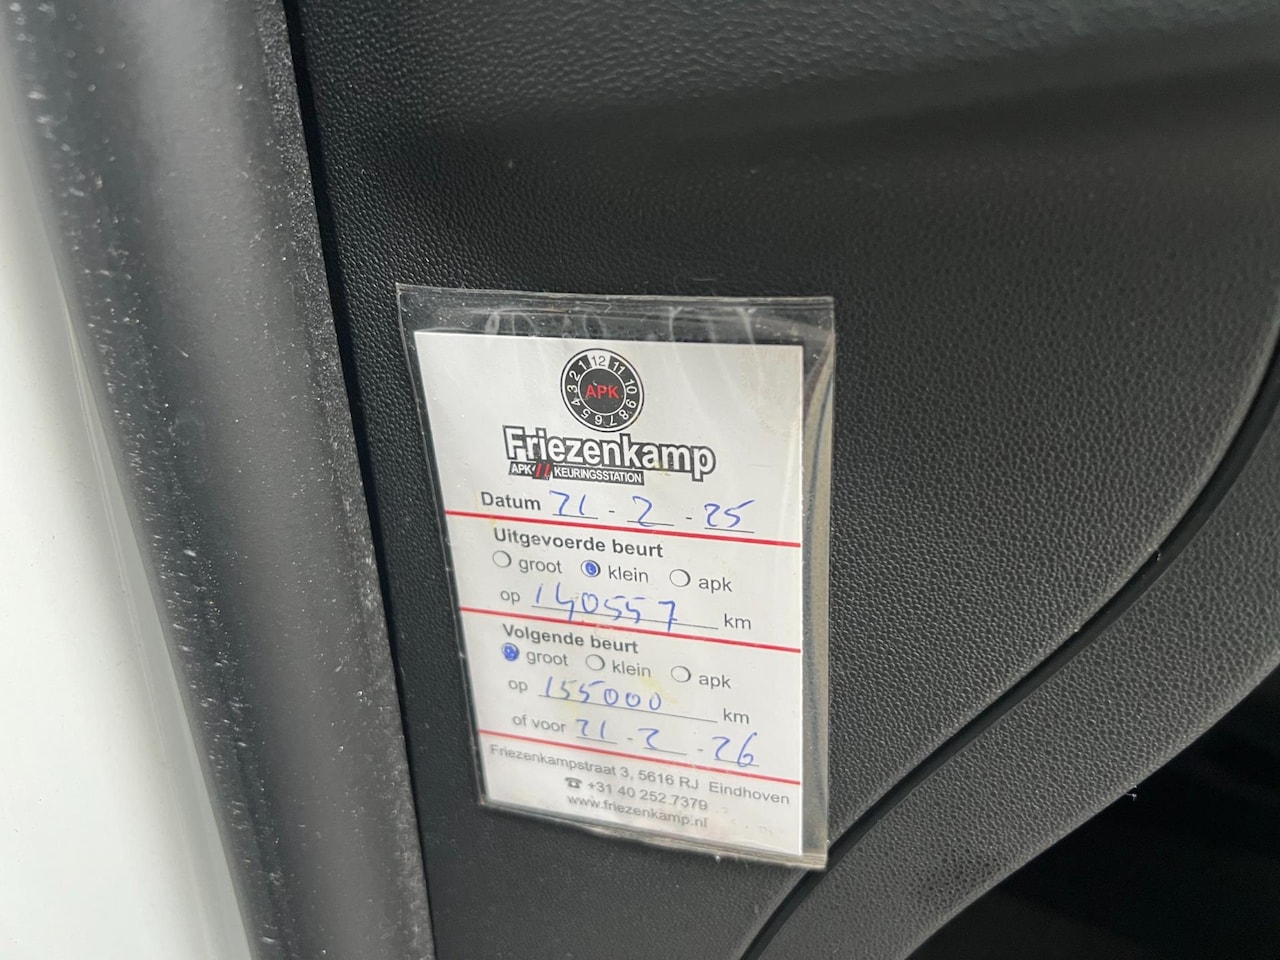 12 11 10 9 8 7 6 5 4 3 2 1
APK
Friezenkamp
APK // KEURINGSSTATION
Datum 21 - 2 - 25
Uitgevoerde beurt
groot klein apk
op 140557 km
Volgende beurt
groot klein apk
op 155000 km
of voor 21 - 2 - 26
Friezenkampstraat 3, 5616 RJ Eindhoven
☎ +31 40 252 7379
www.friezenkamp.nl